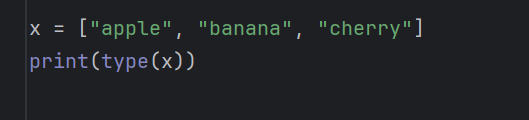 x = ["apple", "banana", "cherry"]
print(type(x))